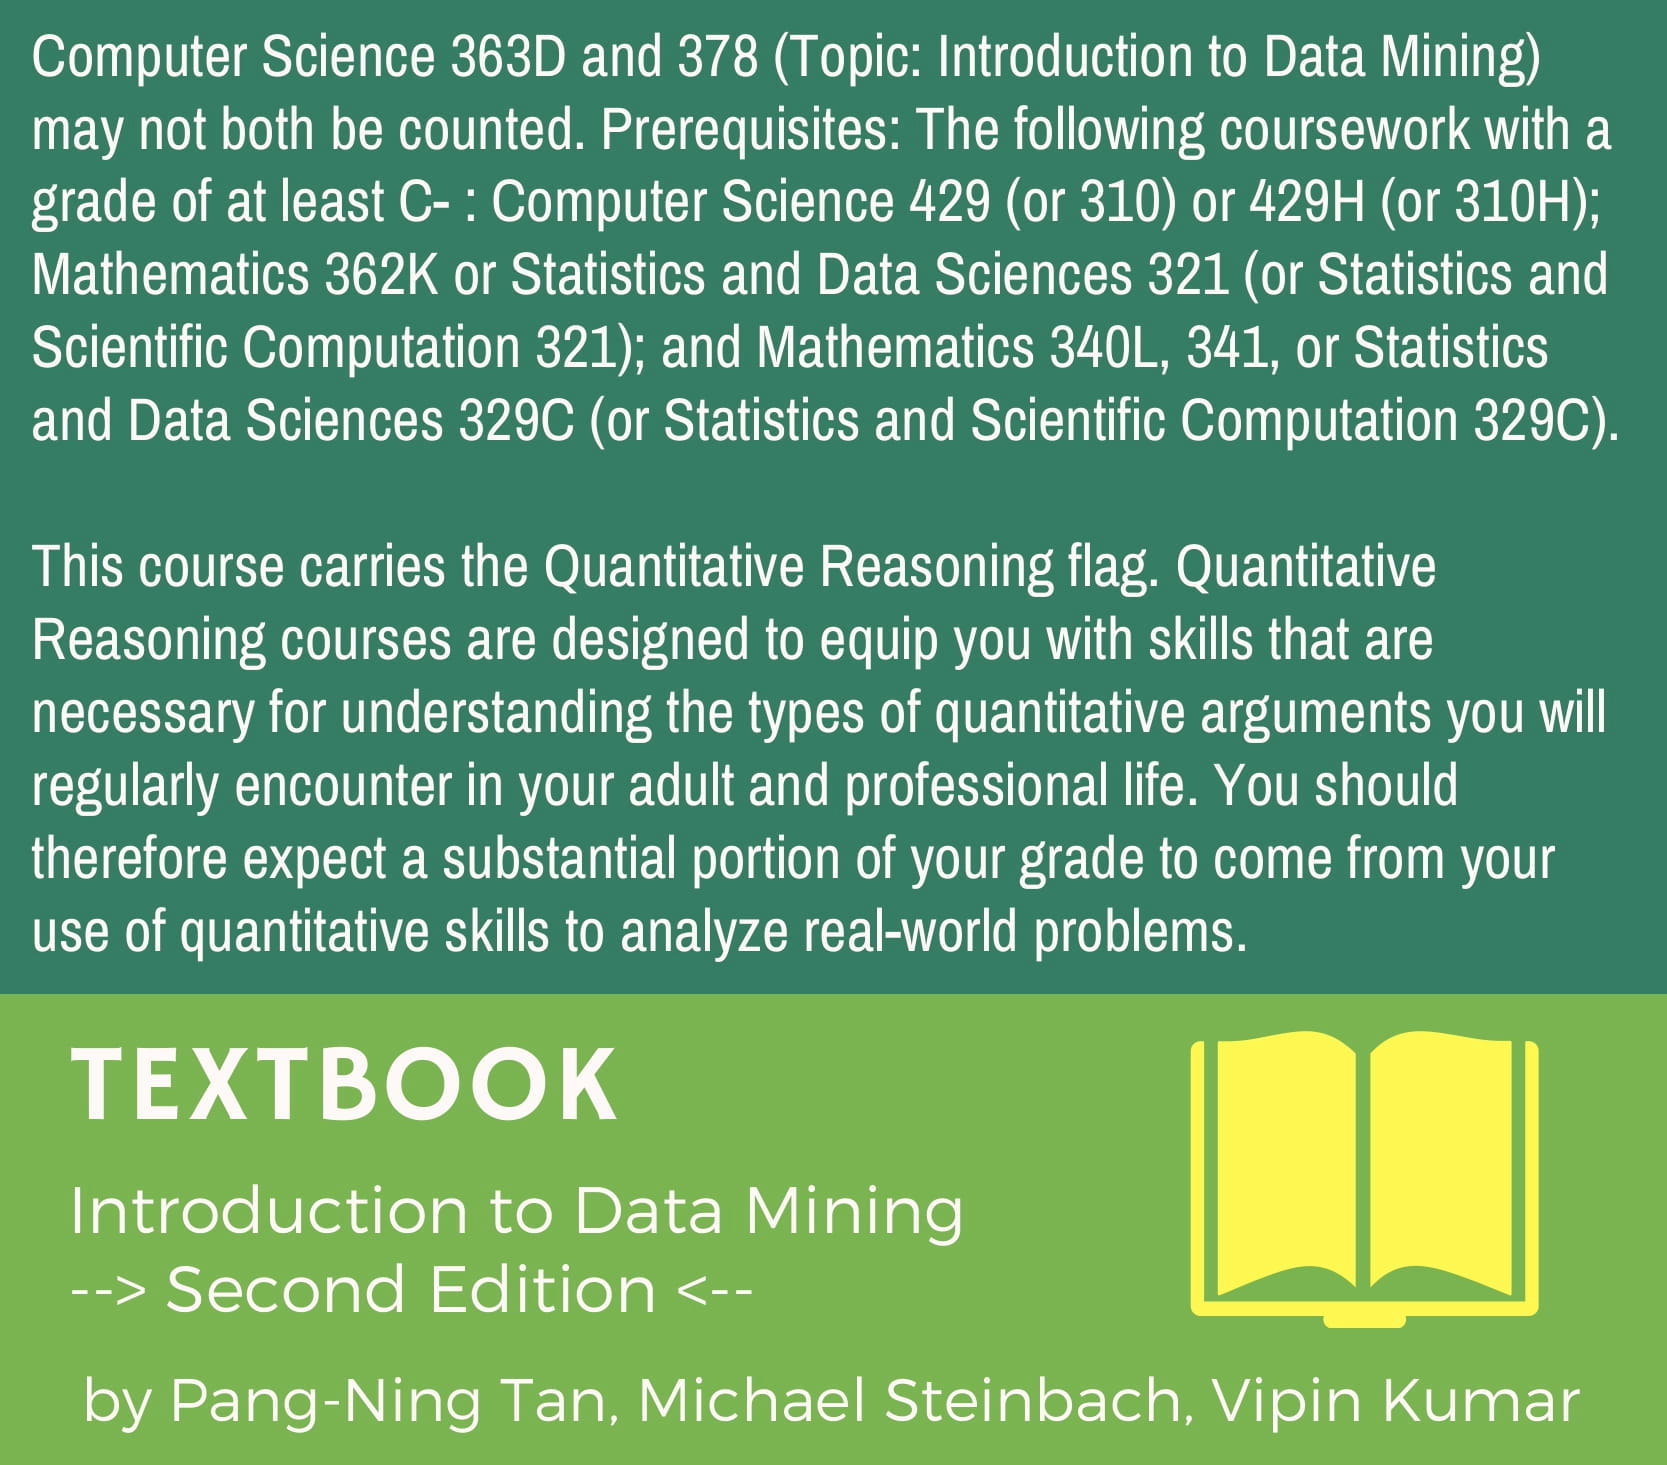 Computer Science 363D and 378 (Topic: Introduction to Data Mining)
may not both be counted. Prerequisites: The following coursework with a
grade of at least C- : Computer Science 429 (or 310) or 429H (or 310H);
Mathematics 362K or Statistics and Data Sciences 321 (or Statistics and
Scientific Computation 321); and Mathematics 340L, 341, or Statistics
and Data Sciences 329C (or Statistics and Scientific Computation 329C).
This course carries the Quantitative Reasoning flag. Quantitative
Reasoning courses are designed to equip you with skills that are
necessary for understanding the types of quantitative arguments you will
regularly encounter in your adult and professional life. You should
therefore expect a substantial portion of your grade to come from your
use of quantitative skills to analyze real-world problems.
TEXTBOOK
Introduction to Data Mining
--> Second Edition <--
by Pang-Ning Tan, Michael Steinbach, Vipin Kumar